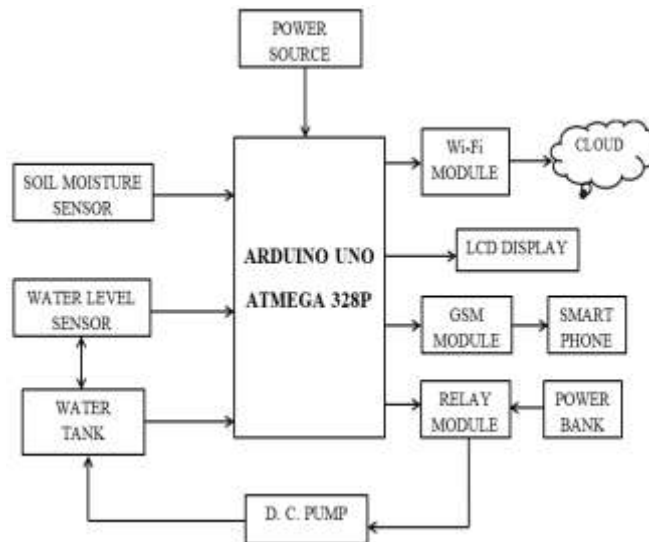 POWER
SOURCE
Wi-Fi
MODULE
CLOUD
SOIL MOISTURE
SENSOR
ARDUINO UNO
ATMEGA 328P
LCD DISPLAY
WATER LEVEL
SENSOR
GSM
MODULE
SMART
PHONE
WATER
TANK
RELAY
MODULE
POWER
BANK
D. C. PUMP